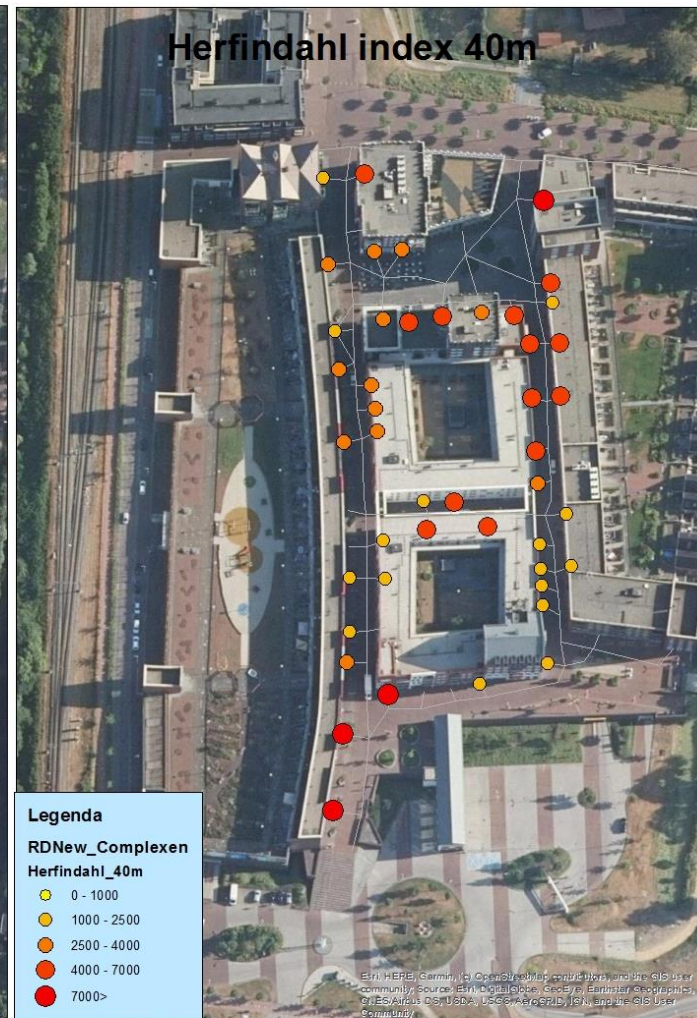 Herfindahl index 40m
Legenda
RDNew_Complexen
Herfindahl_40m
0 - 1000
1000 - 2500
2500 - 4000
4000 - 7000
7000>
Esri, HERE, Garmin, (c) OpenStreetMap contributors, and the GIS user
community, Source: Esri, DigitalGlobe, GeoEye, Earthstar Geographics,
CNES/Airbus DS, USDA, USGS, AeroGRID, IGN, and the GIS User
Community